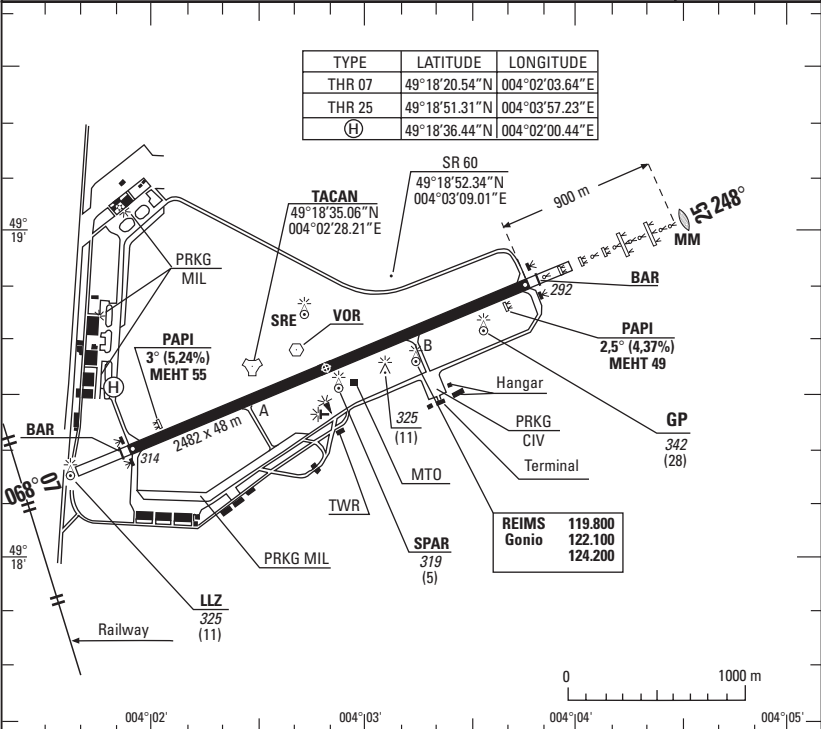 TYPE LATITUDE LONGITUDE
THR 07 49°18’20.54”N 004°02’03.64”E
THR 25 49°18’51.31”N 004°03’57.23”E
H 49°18’36.44”N 004°02’00.44”E
SR 60
49°18’52.34”N
004°03’09.01”E
TACAN
49°18’35.06”N
004°02’28.21”E
900 m
25 248°
MM
49°
19’
PRKG
MIL
BAR
292
SRE
VOR
PAPI
3° (5,24%)
MEHT 55
PAPI
2,5° (4,37%)
MEHT 49
B
H
Hangar
A
325
(11)
PRKG
CIV
GP
342
(28)
BAR
2482 x 48 m
T
314
MTO
Terminal
068° 07
TWR
REIMS 119.800
Gonio 122.100
124.200
PRKG MIL
SPAR
319
(5)
49°
18’
LLZ
325
(11)
Railway
0 1000 m
004°02’ 004°03’ 004°04’ 004°05’